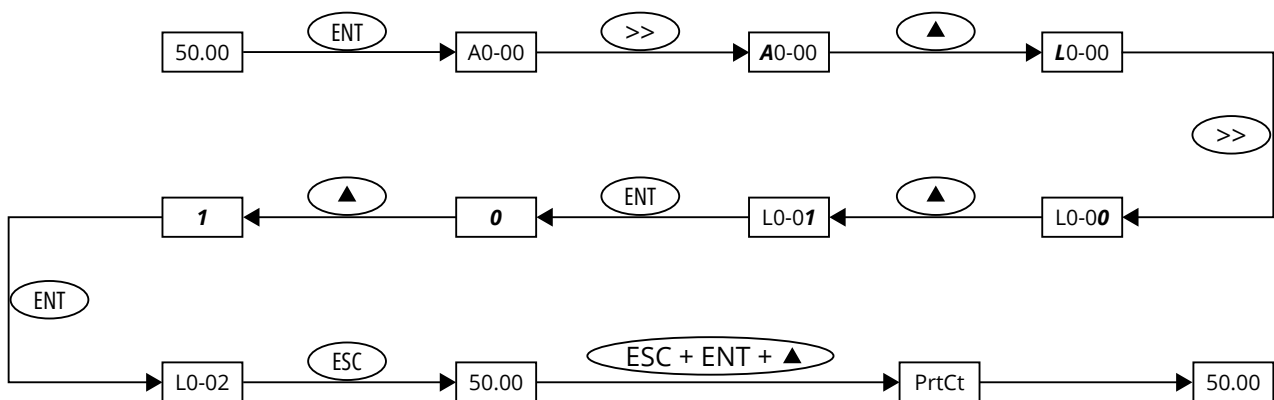 50.00 ENT A0-00 >> A0-00 ▲ L0-00
>>
L0-00 ▲ L0-01 ENT 0 ▲ 1
ENT
L0-02 ESC 50.00 ESC + ENT + ▲ PrtCt 50.00